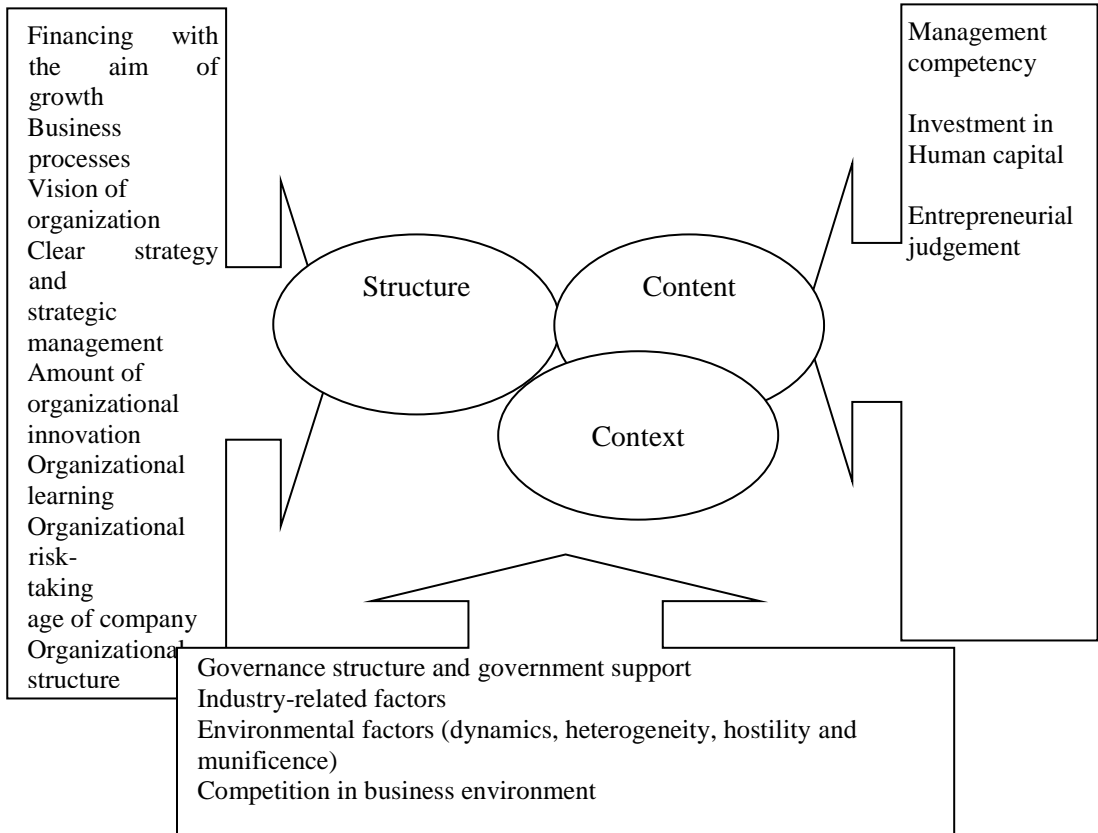 Financing with
the aim of
growth
Business
processes
Vision of
organization
Clear strategy
and
strategic
management
Amount of
organizational
innovation
Organizational
learning
Organizational
risk-
taking
age of company
Organizational
structure
Structure
Content
Context
Management
competency
Investment in
Human capital
Entrepreneurial
judgement
Governance structure and government support
Industry-related factors
Environmental factors (dynamics, heterogeneity, hostility and
munificence)
Competition in business environment